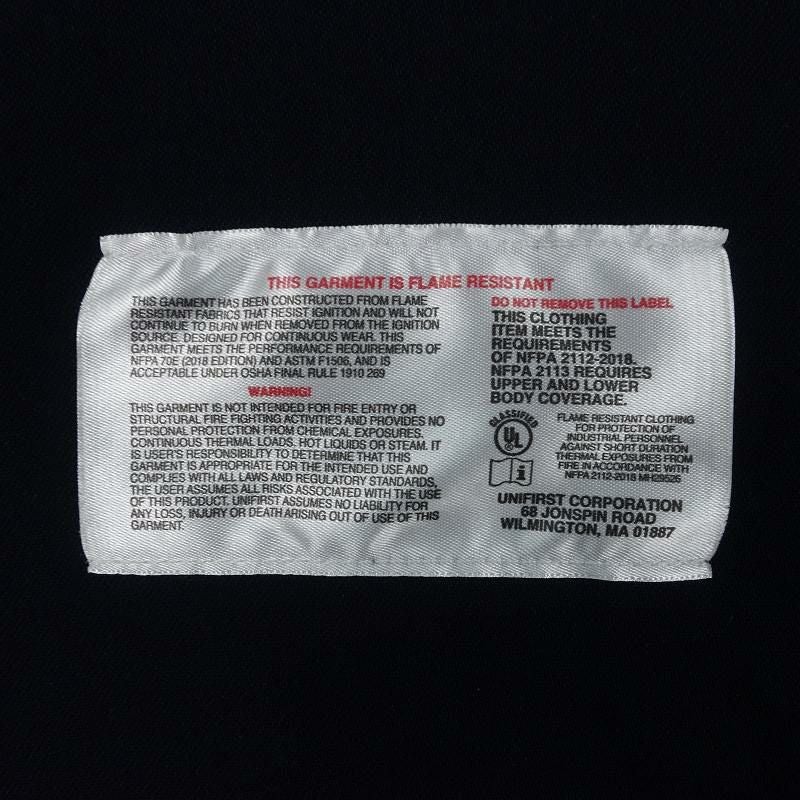 THIS GARMENT IS FLAME RESISTANT
THIS GARMENT HAS BEEN CONSTRUCTED FROM FLAME
RESISTANT FABRICS THAT RESIST IGNITION AND WILL NOT
CONTINUE TO BURN WHEN REMOVED FROM THE IGNITION
SOURCE. DESIGNED FOR CONTINUOUS WEAR. THIS
GARMENT MEETS THE PERFORMANCE REQUIREMENTS OF
NFPA 70E (2018 EDITION) AND ASTM F1506, AND IS
ACCEPTABLE UNDER OSHA FINAL RULE 1910 269
WARNING!
THIS GARMENT IS NOT INTENDED FOR FIRE ENTRY OR
STRUCTURAL FIRE FIGHTING ACTIVITIES AND PROVIDES NO
PERSONAL PROTECTION FROM CHEMICAL EXPOSURES,
CONTINUOUS THERMAL LOADS. HOT LIQUIDS OR STEAM. IT
IS USER'S RESPONSIBILITY TO DETERMINE THAT THIS
GARMENT IS APPROPRIATE FOR THE INTENDED USE AND
COMPLIES WITH ALL LAWS AND REGULATORY STANDARDS,
THE USER ASSUMES ALL RISKS ASSOCIATED WITH THE USE
OF THIS PRODUCT. UNIFIRST ASSUMES NO LIABILITY FOR
ANY LOSS, INJURY OR DEATH ARISING OUT OF USE OF THIS
GARMENT.
DO NOT REMOVE THIS LABEL
THIS CLOTHING
ITEM MEETS THE
REQUIREMENTS
OF NFPA 2112-2018.
NFPA 2113 REQUIRES
UPPER AND LOWER
BODY COVERAGE.
CLASSIFIED
UL
i
FLAME RESISTANT CLOTHING
FOR PROTECTION OF
INDUSTRIAL PERSONNEL
AGAINST SHORT DURATION
THERMAL EXPOSURES FROM
FIRE IN ACCORDANCE WITH
NFPA 2112-2018 MH29526
UNIFIRST CORPORATION
68 JONSPIN ROAD
WILMINGTON, MA 01887